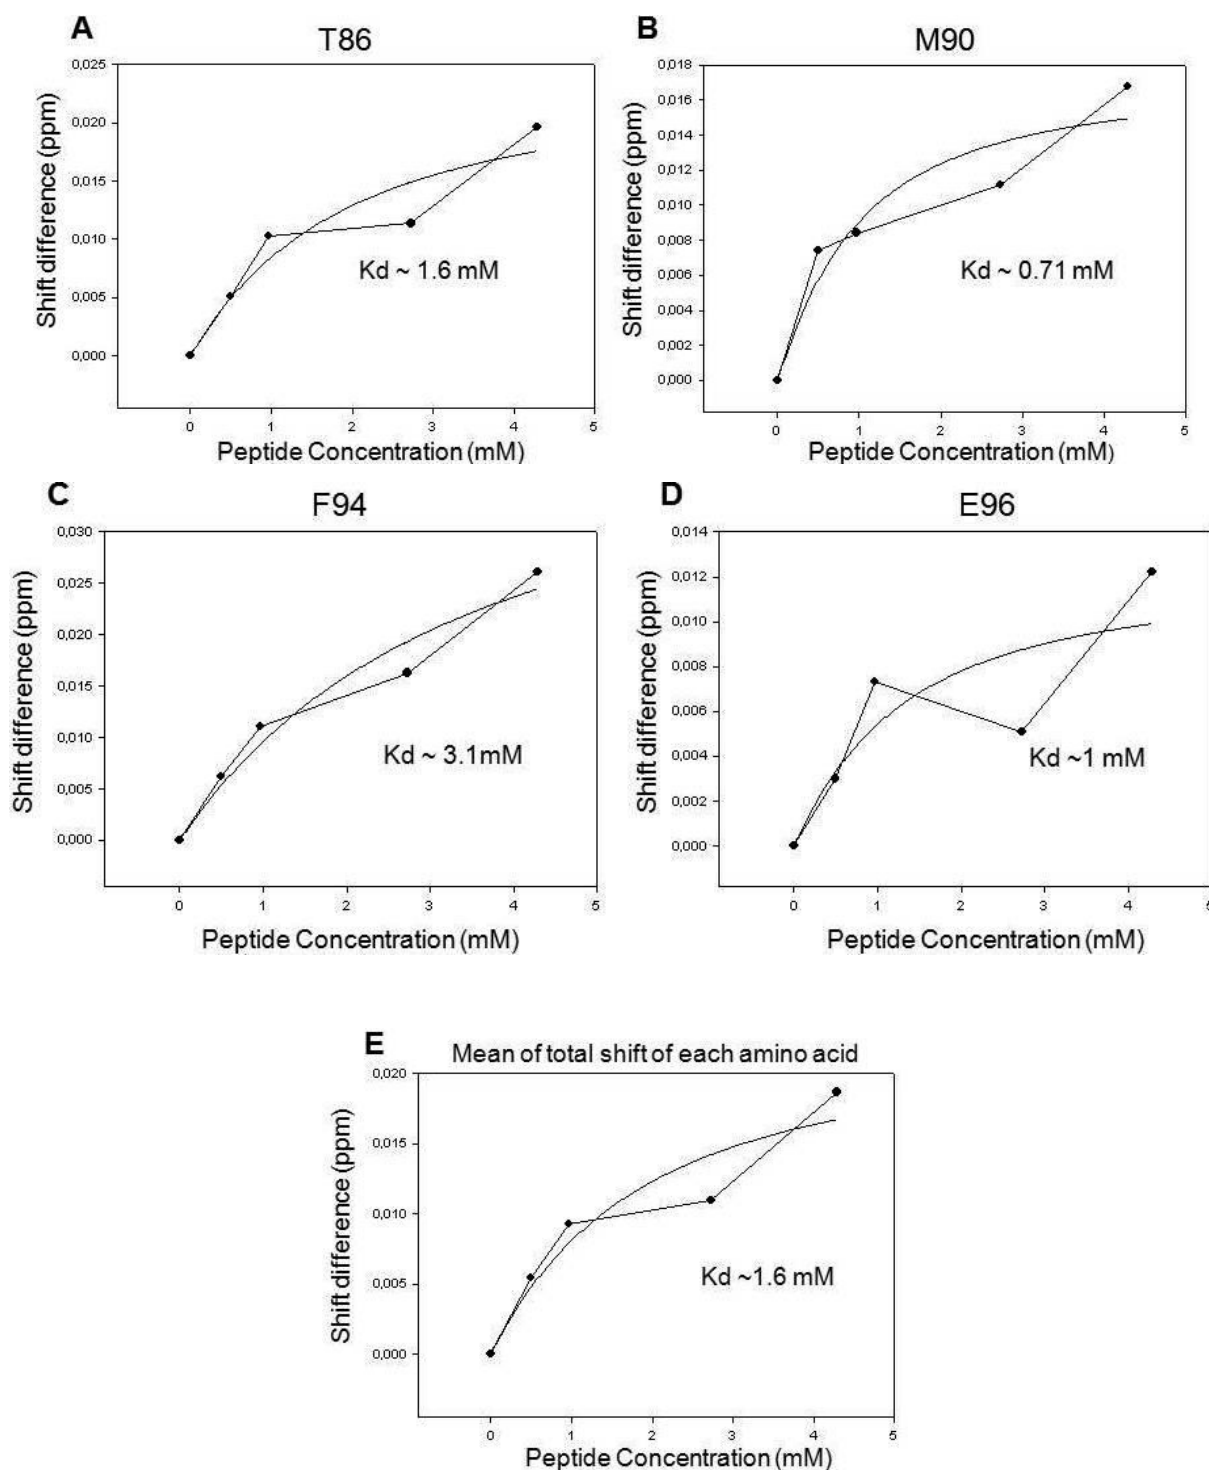 A
T86
0,025
0,020
0,015
0,010
0,005
0,000
Shift difference (ppm)
Kd ~ 1.6 mM
0 1 2 3 4 5
Peptide Concentration (mM)
B
M90
0,018
0,016
0,014
0,012
0,010
0,008
0,006
0,004
0,002
0,000
Shift difference (ppm)
Kd ~ 0.71 mM
0 1 2 3 4 5
Peptide Concentration (mM)
C
F94
0,030
0,025
0,020
0,015
0,010
0,005
0,000
Shift difference (ppm)
Kd ~ 3.1mM
0 1 2 3 4 5
Peptide Concentration (mM)
D
E96
0,014
0,012
0,010
0,008
0,006
0,004
0,002
0,000
Shift difference (ppm)
Kd ~1 mM
0 1 2 3 4 5
Peptide Concentration (mM)
E
Mean of total shift of each amino acid
0,020
0,015
0,010
0,005
0,000
Shift difference (ppm)
Kd ~1.6 mM
0 1 2 3 4 5
Peptide Concentration (mM)